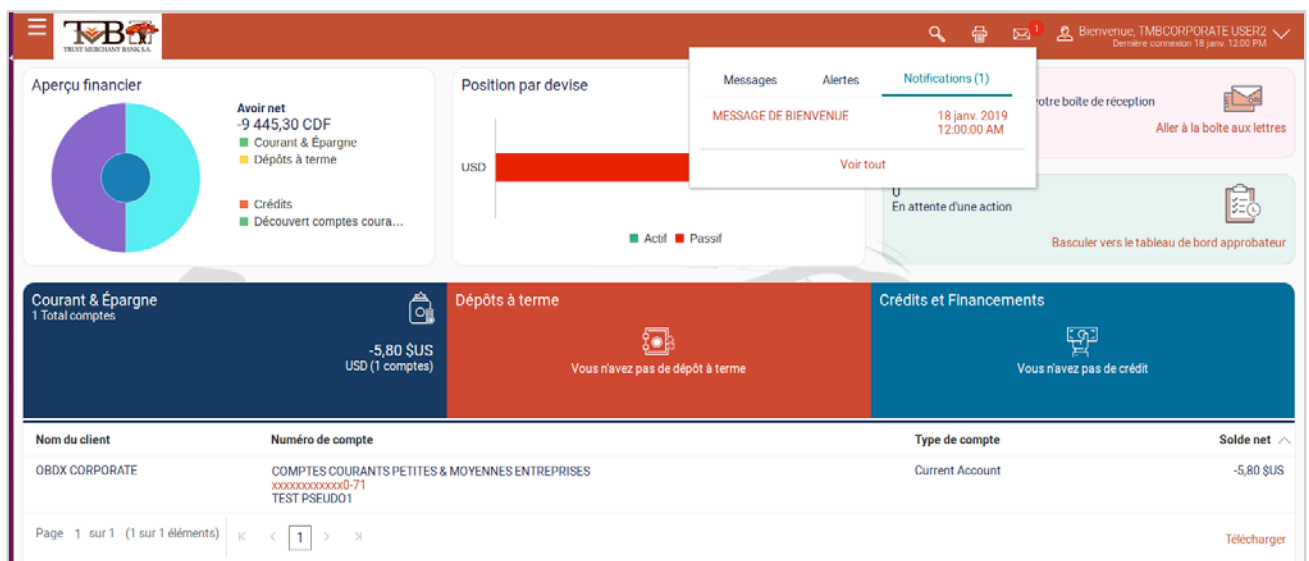 TMB
TRUST MERCHANT BANK S.A.
1
Bienvenue, TMBCORPORATE USER2
Dernière connexion 18 janv. 12:00 PM
Aperçu financier
Avoir net
-9 445,30 CDF
Courant & Épargne
Dépôts à terme
Crédits
Découvert comptes coura...
Position par devise
USD
Actif
Passif
Messages
Alertes
Notifications (1)
MESSAGE DE BIENVENUE
18 janv. 2019
12:00:00 AM
Voir tout
otre boîte de réception
Aller à la boîte aux lettres
0
En attente d'une action
Basculer vers le tableau de bord approbateur
Courant & Épargne
1 Total comptes
-5,80 $US
USD (1 comptes)
Dépôts à terme
Vous n'avez pas de dépôt à terme
Crédits et Financements
Vous n'avez pas de crédit
Nom du client
Numéro de compte
Type de compte
Solde net
OBDX CORPORATE
COMPTES COURANTS PETITES & MOYENNES ENTREPRISES
xxxxxxxxxxxx0-71
TEST PSEUDO1
Current Account
-5,80 $US
Page 1 sur 1 (1 sur 1 éléments)
1
Télécharger